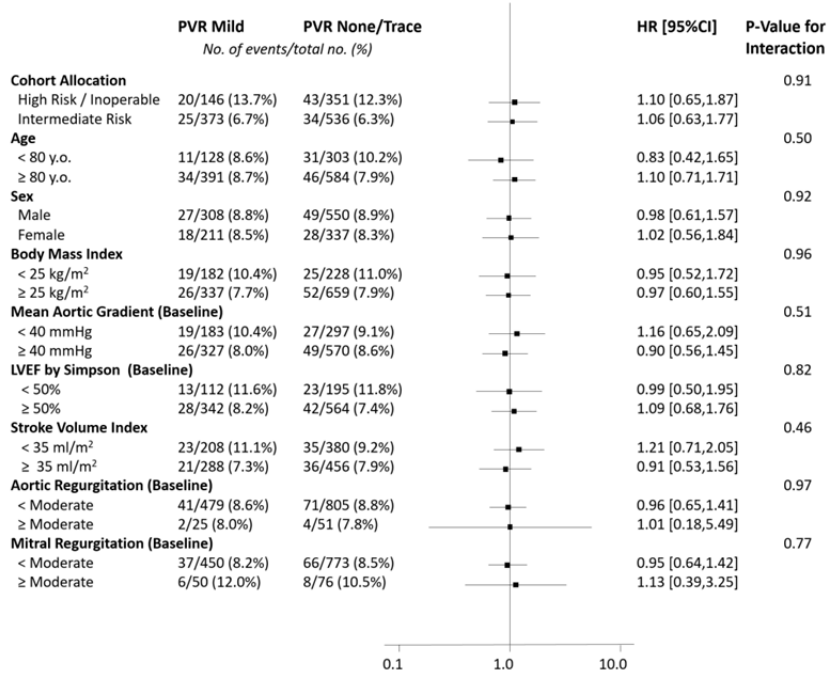 PVR Mild PVR None/Trace HR [95%CI] P-Value for Interaction
No. of events/total no. (%)
Cohort Allocation 0.91
High Risk / Inoperable 20/146 (13.7%) 43/351 (12.3%) 1.10 [0.65,1.87]
Intermediate Risk 25/373 (6.7%) 34/536 (6.3%) 1.06 [0.63,1.77]
Age 0.50
< 80 y.o. 11/128 (8.6%) 31/303 (10.2%) 0.83 [0.42,1.65]
≥ 80 y.o. 34/391 (8.7%) 46/584 (7.9%) 1.10 [0.71,1.71]
Sex 0.92
Male 27/308 (8.8%) 49/550 (8.9%) 0.98 [0.61,1.57]
Female 18/211 (8.5%) 28/337 (8.3%) 1.02 [0.56,1.84]
Body Mass Index 0.96
< 25 kg/m² 19/182 (10.4%) 25/228 (11.0%) 0.95 [0.52,1.72]
≥ 25 kg/m² 26/337 (7.7%) 52/659 (7.9%) 0.97 [0.60,1.55]
Mean Aortic Gradient (Baseline) 0.51
< 40 mmHg 19/183 (10.4%) 27/297 (9.1%) 1.16 [0.65,2.09]
≥ 40 mmHg 26/327 (8.0%) 49/570 (8.6%) 0.90 [0.56,1.45]
LVEF by Simpson (Baseline) 0.82
< 50% 13/112 (11.6%) 23/195 (11.8%) 0.99 [0.50,1.95]
≥ 50% 28/342 (8.2%) 42/564 (7.4%) 1.09 [0.68,1.76]
Stroke Volume Index 0.46
< 35 ml/m² 23/208 (11.1%) 35/380 (9.2%) 1.21 [0.71,2.05]
≥ 35 ml/m² 21/288 (7.3%) 36/456 (7.9%) 0.91 [0.53,1.56]
Aortic Regurgitation (Baseline) 0.97
< Moderate 41/479 (8.6%) 71/805 (8.8%) 0.96 [0.65,1.41]
≥ Moderate 2/25 (8.0%) 4/51 (7.8%) 1.01 [0.18,5.49]
Mitral Regurgitation (Baseline) 0.77
< Moderate 37/450 (8.2%) 66/773 (8.5%) 0.95 [0.64,1.42]
≥ Moderate 6/50 (12.0%) 8/76 (10.5%) 1.13 [0.39,3.25]
0.1 1.0 10.0